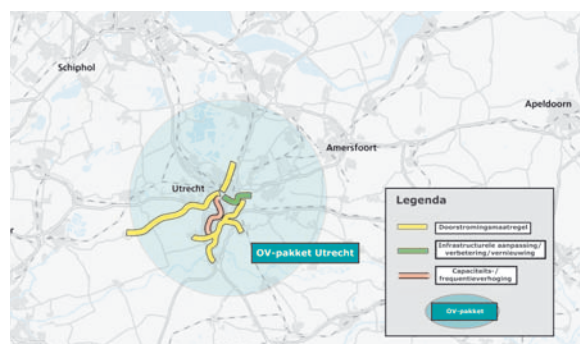 Schiphol
Apeldoorn
Amersfoort
Utrecht
OV-pakket Utrecht
Legenda
Doorstromingsmaatregel
Infrastructurele aanpassing/
verbetering/vernieuwing
Capaciteits-/
frequentieverhoging
OV-pakket